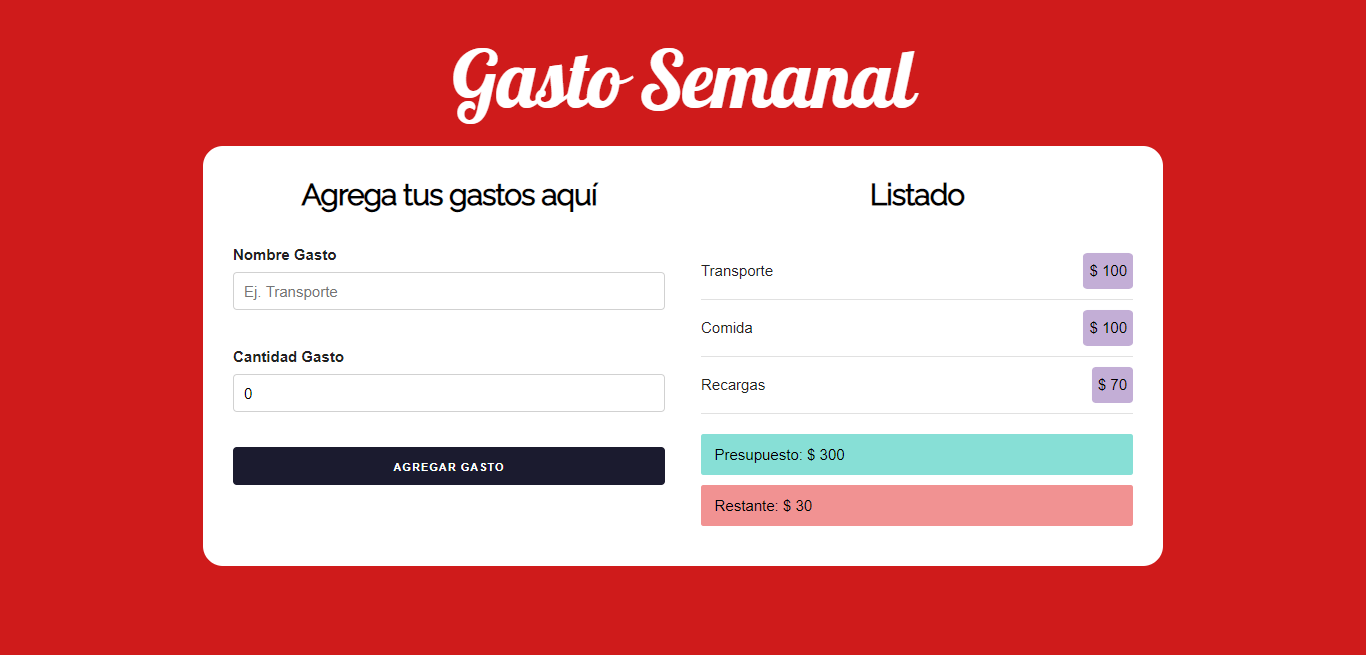 Gasto Semanal
Agrega tus gastos aquí
Nombre Gasto
Ej. Transporte
Cantidad Gasto
0
AGREGAR GASTO
Listado
Transporte $ 100
Comida $ 100
Recargas $ 70
Presupuesto: $ 300
Restante: $ 30